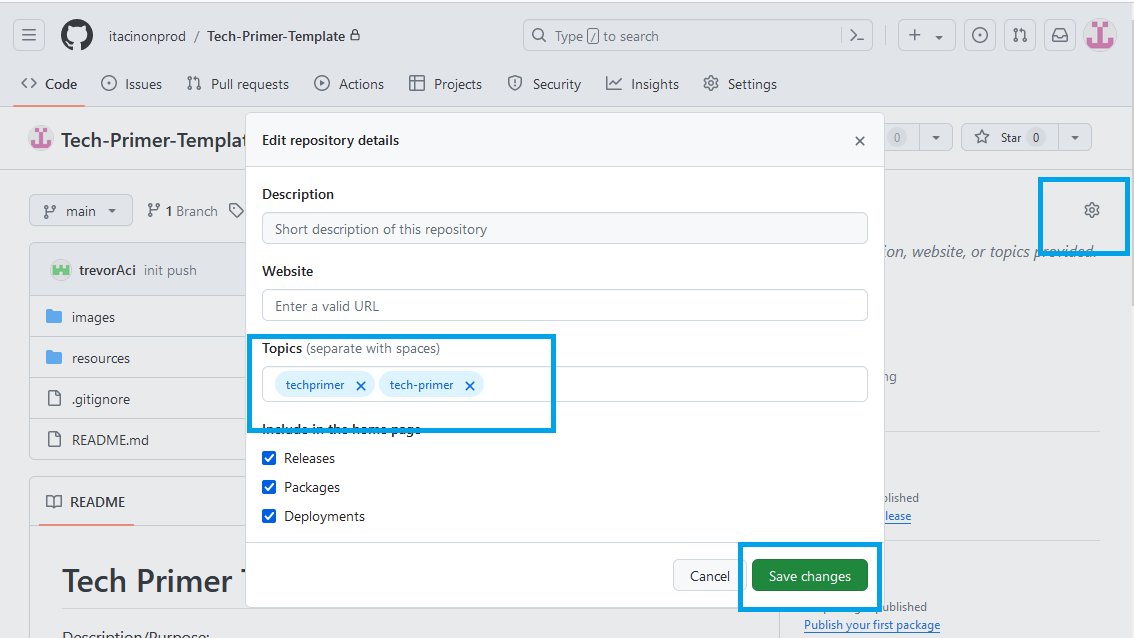 itacinonprod / Tech-Primer-Template
Type / to search
Code Issues Pull requests Actions Projects Security Insights Settings
Tech-Primer-Templat
0
Star 0
main
1 Branch
ion, website, or topics provided.
trevorAci init push
images
resources
.gitignore
README.md
README
Tech Primer
Description/Purpose:
Edit repository details
Description
Short description of this repository
Website
Enter a valid URL
Topics (separate with spaces)
techprimer tech-primer
Include in the home page
Releases
Packages
Deployments
Cancel Save changes
ng
blished
lease
published
Publish your first package